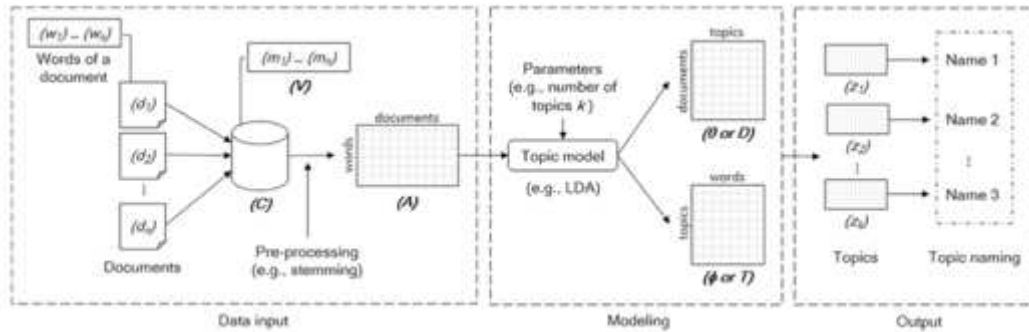 (w₁) ... (wₙ)
Words of a
document
(d₁)
(d₂)
...
(dₙ)
Documents
(m₁) ... (mₙ)
(V)
(C)
Pre-processing
(e.g., stemming)
documents
words
(A)
Data input
Parameters
(e.g., number of
topics k)
Topic model
(e.g., LDA)
topics
documents
(θ or D)
words
topics
(ϕ or T)
Modeling
(z₁)
(z₂)
...
(zₖ)
Topics
Name 1
Name 2
...
Name 3
Topic naming
Output